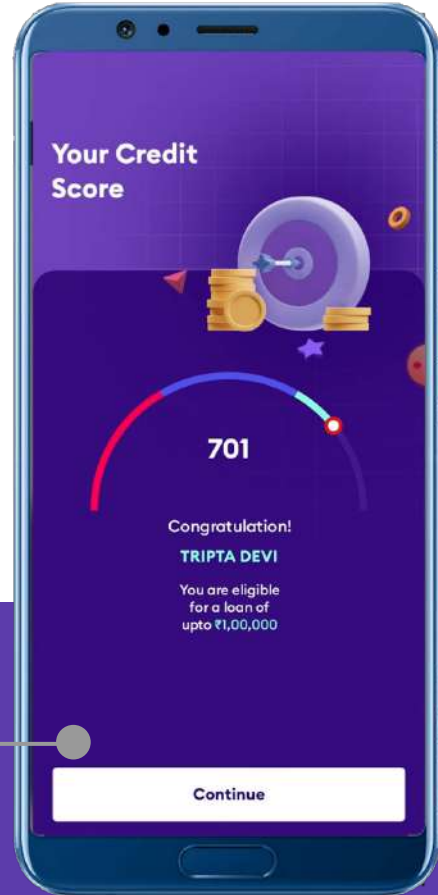 Your Credit
Score
701
Congratulation!
TRIPTA DEVI
You are eligible
for a loan of
upto ₹1,00,000
Continue